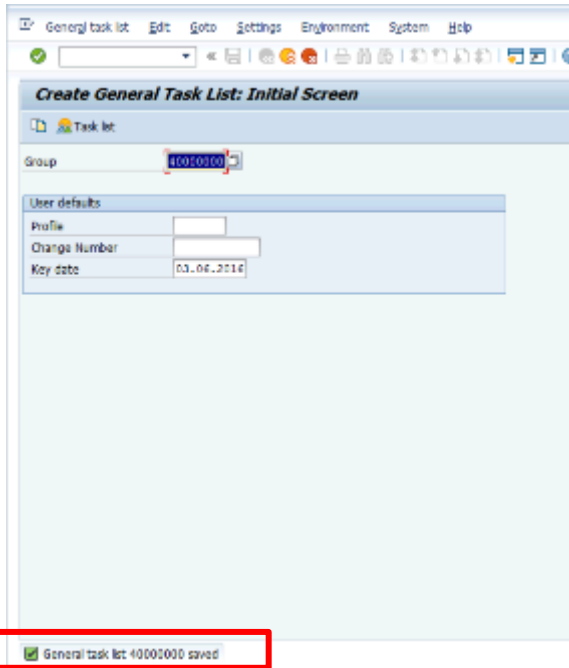 General task list Edit Goto Settings Environment System Help
Create General Task List: Initial Screen
Task list
Group 40000000
User defaults
Profile
Change Number
Key date 03.06.2016
General task list 40000000 saved